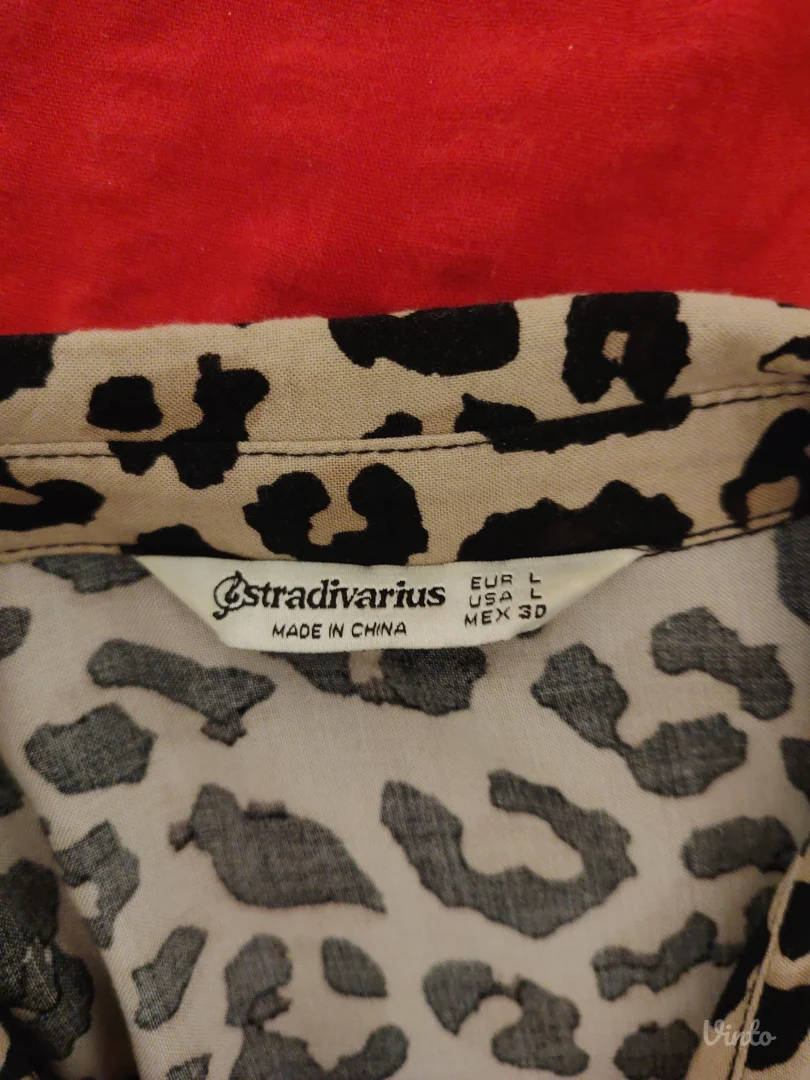 stradivarius
MADE IN CHINA
EUR L
USA L
MEX 30
Vinto